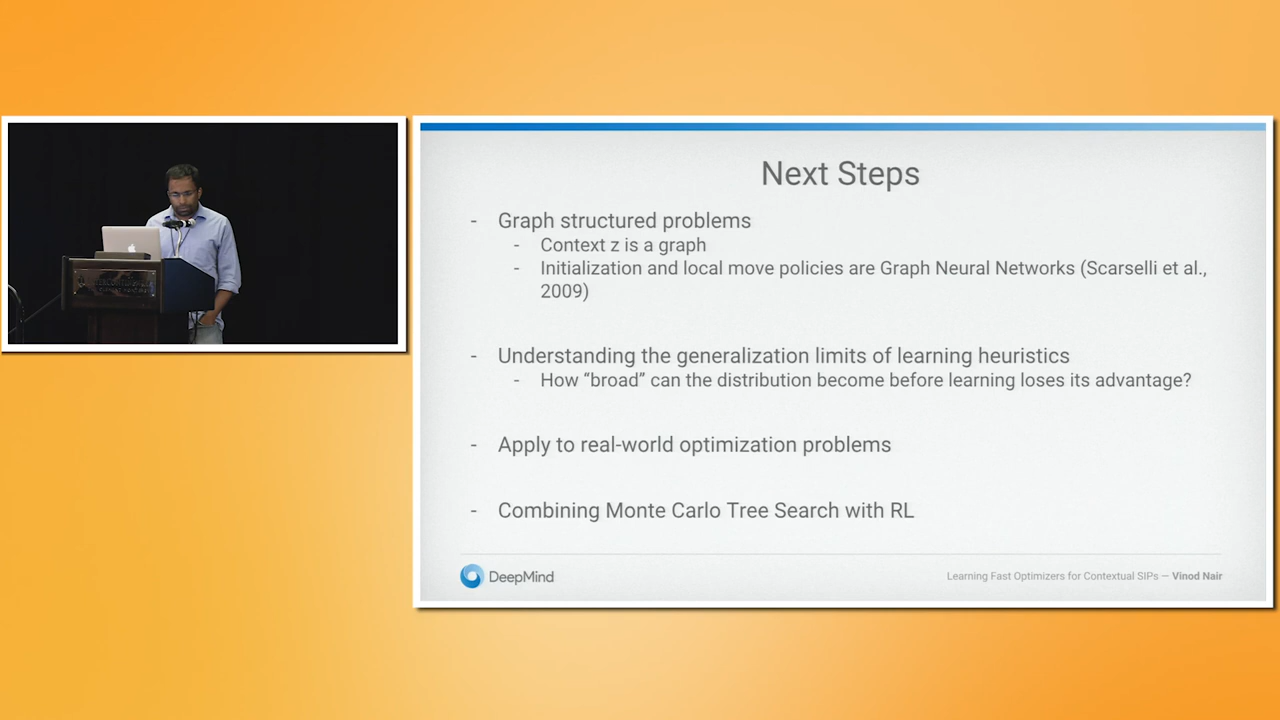 Next Steps
- Graph structured problems
- Context z is a graph
- Initialization and local move policies are Graph Neural Networks (Scarselli et al.,
2009)
- Understanding the generalization limits of learning heuristics
- How “broad” can the distribution become before learning loses its advantage?
- Apply to real-world optimization problems
- Combining Monte Carlo Tree Search with RL
DeepMind
Learning Fast Optimizers for Contextual SIPs — Vinod Nair